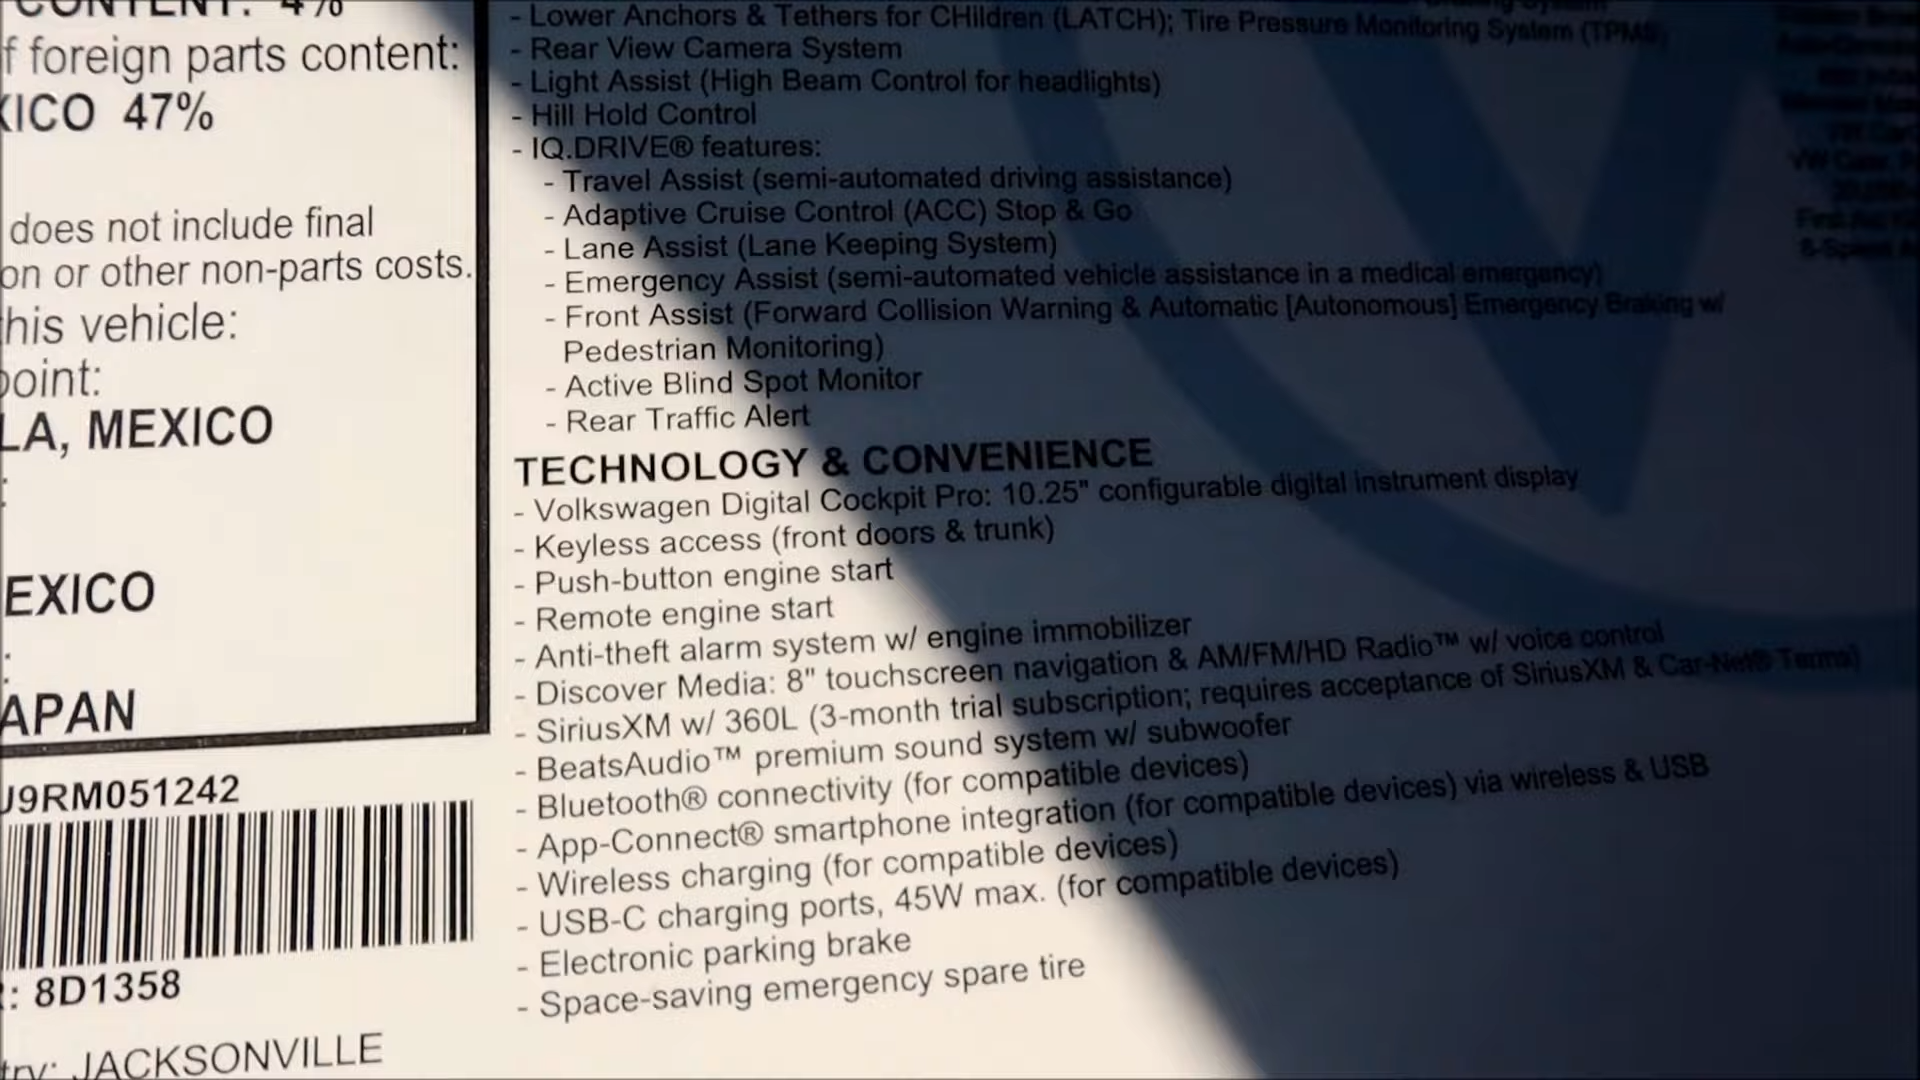 CONTENT: 4%
f foreign parts content:
XICO 47%
does not include final
on or other non-parts costs.
his vehicle:
point:
LA, MEXICO
:
EXICO
:
APAN
J9RM051242
: 8D1358
try: JACKSONVILLE
- Lower Anchors & Tethers for CHildren (LATCH); Tire Pressure Monitoring System (TPMS)
- Rear View Camera System
- Light Assist (High Beam Control for headlights)
- Hill Hold Control
- IQ.DRIVE® features:
- Travel Assist (semi-automated driving assistance)
- Adaptive Cruise Control (ACC) Stop & Go
- Lane Assist (Lane Keeping System)
- Emergency Assist (semi-automated vehicle assistance in a medical emergency)
- Front Assist (Forward Collision Warning & Automatic [Autonomous] Emergency Braking w/
Pedestrian Monitoring)
- Active Blind Spot Monitor
- Rear Traffic Alert
TECHNOLOGY & CONVENIENCE
- Volkswagen Digital Cockpit Pro: 10.25" configurable digital instrument display
- Keyless access (front doors & trunk)
- Push-button engine start
- Remote engine start
- Anti-theft alarm system w/ engine immobilizer
- Discover Media: 8" touchscreen navigation & AM/FM/HD Radio™ w/ voice control
- SiriusXM w/ 360L (3-month trial subscription; requires acceptance of SiriusXM & Car-Net® Terms)
- BeatsAudio™ premium sound system w/ subwoofer
- Bluetooth® connectivity (for compatible devices)
- App-Connect® smartphone integration (for compatible devices) via wireless & USB
- Wireless charging (for compatible devices)
- USB-C charging ports, 45W max. (for compatible devices)
- Electronic parking brake
- Space-saving emergency spare tire